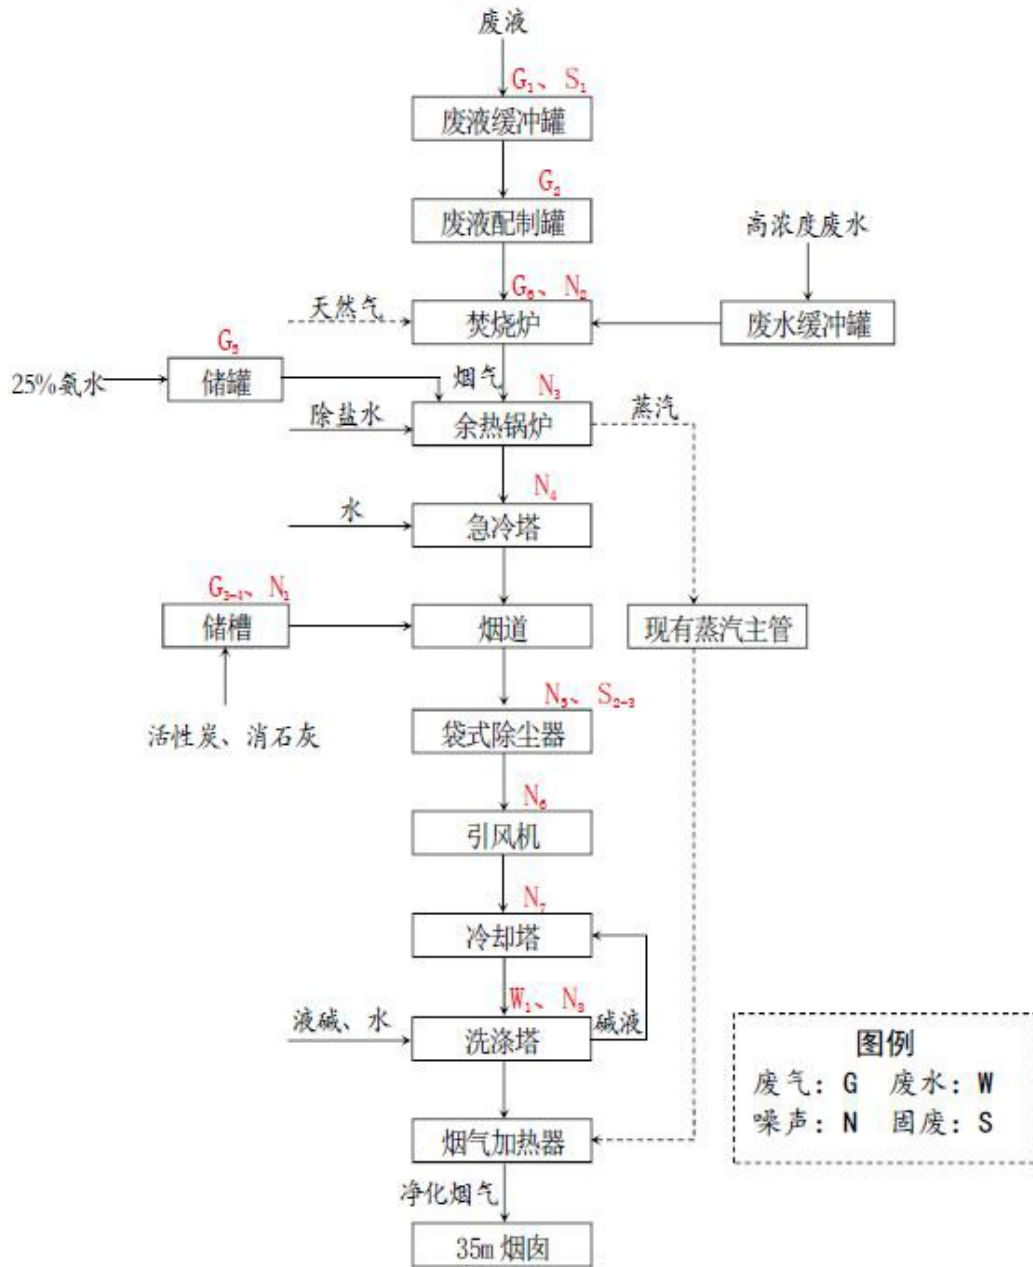 废液
G₁、S₁
废液缓冲罐
G₂
废液配制罐
高浓度废水
G₆、N₂
天然气
焚烧炉
废水缓冲罐
G₅
25%氨水
储罐
烟气
N₃
蒸汽
除盐水
余热锅炉
N₄
水
急冷塔
G₃₋₄、N₁
储槽
烟道
现有蒸汽主管
N₅、S₂₋₃
活性炭、消石灰
袋式除尘器
N₆
引风机
N₇
冷却塔
W₁、N₈
液碱、水
碱液
洗涤塔
图例
废气：G 废水：W
噪声：N 固废：S
烟气加热器
净化烟气
35m 烟囱